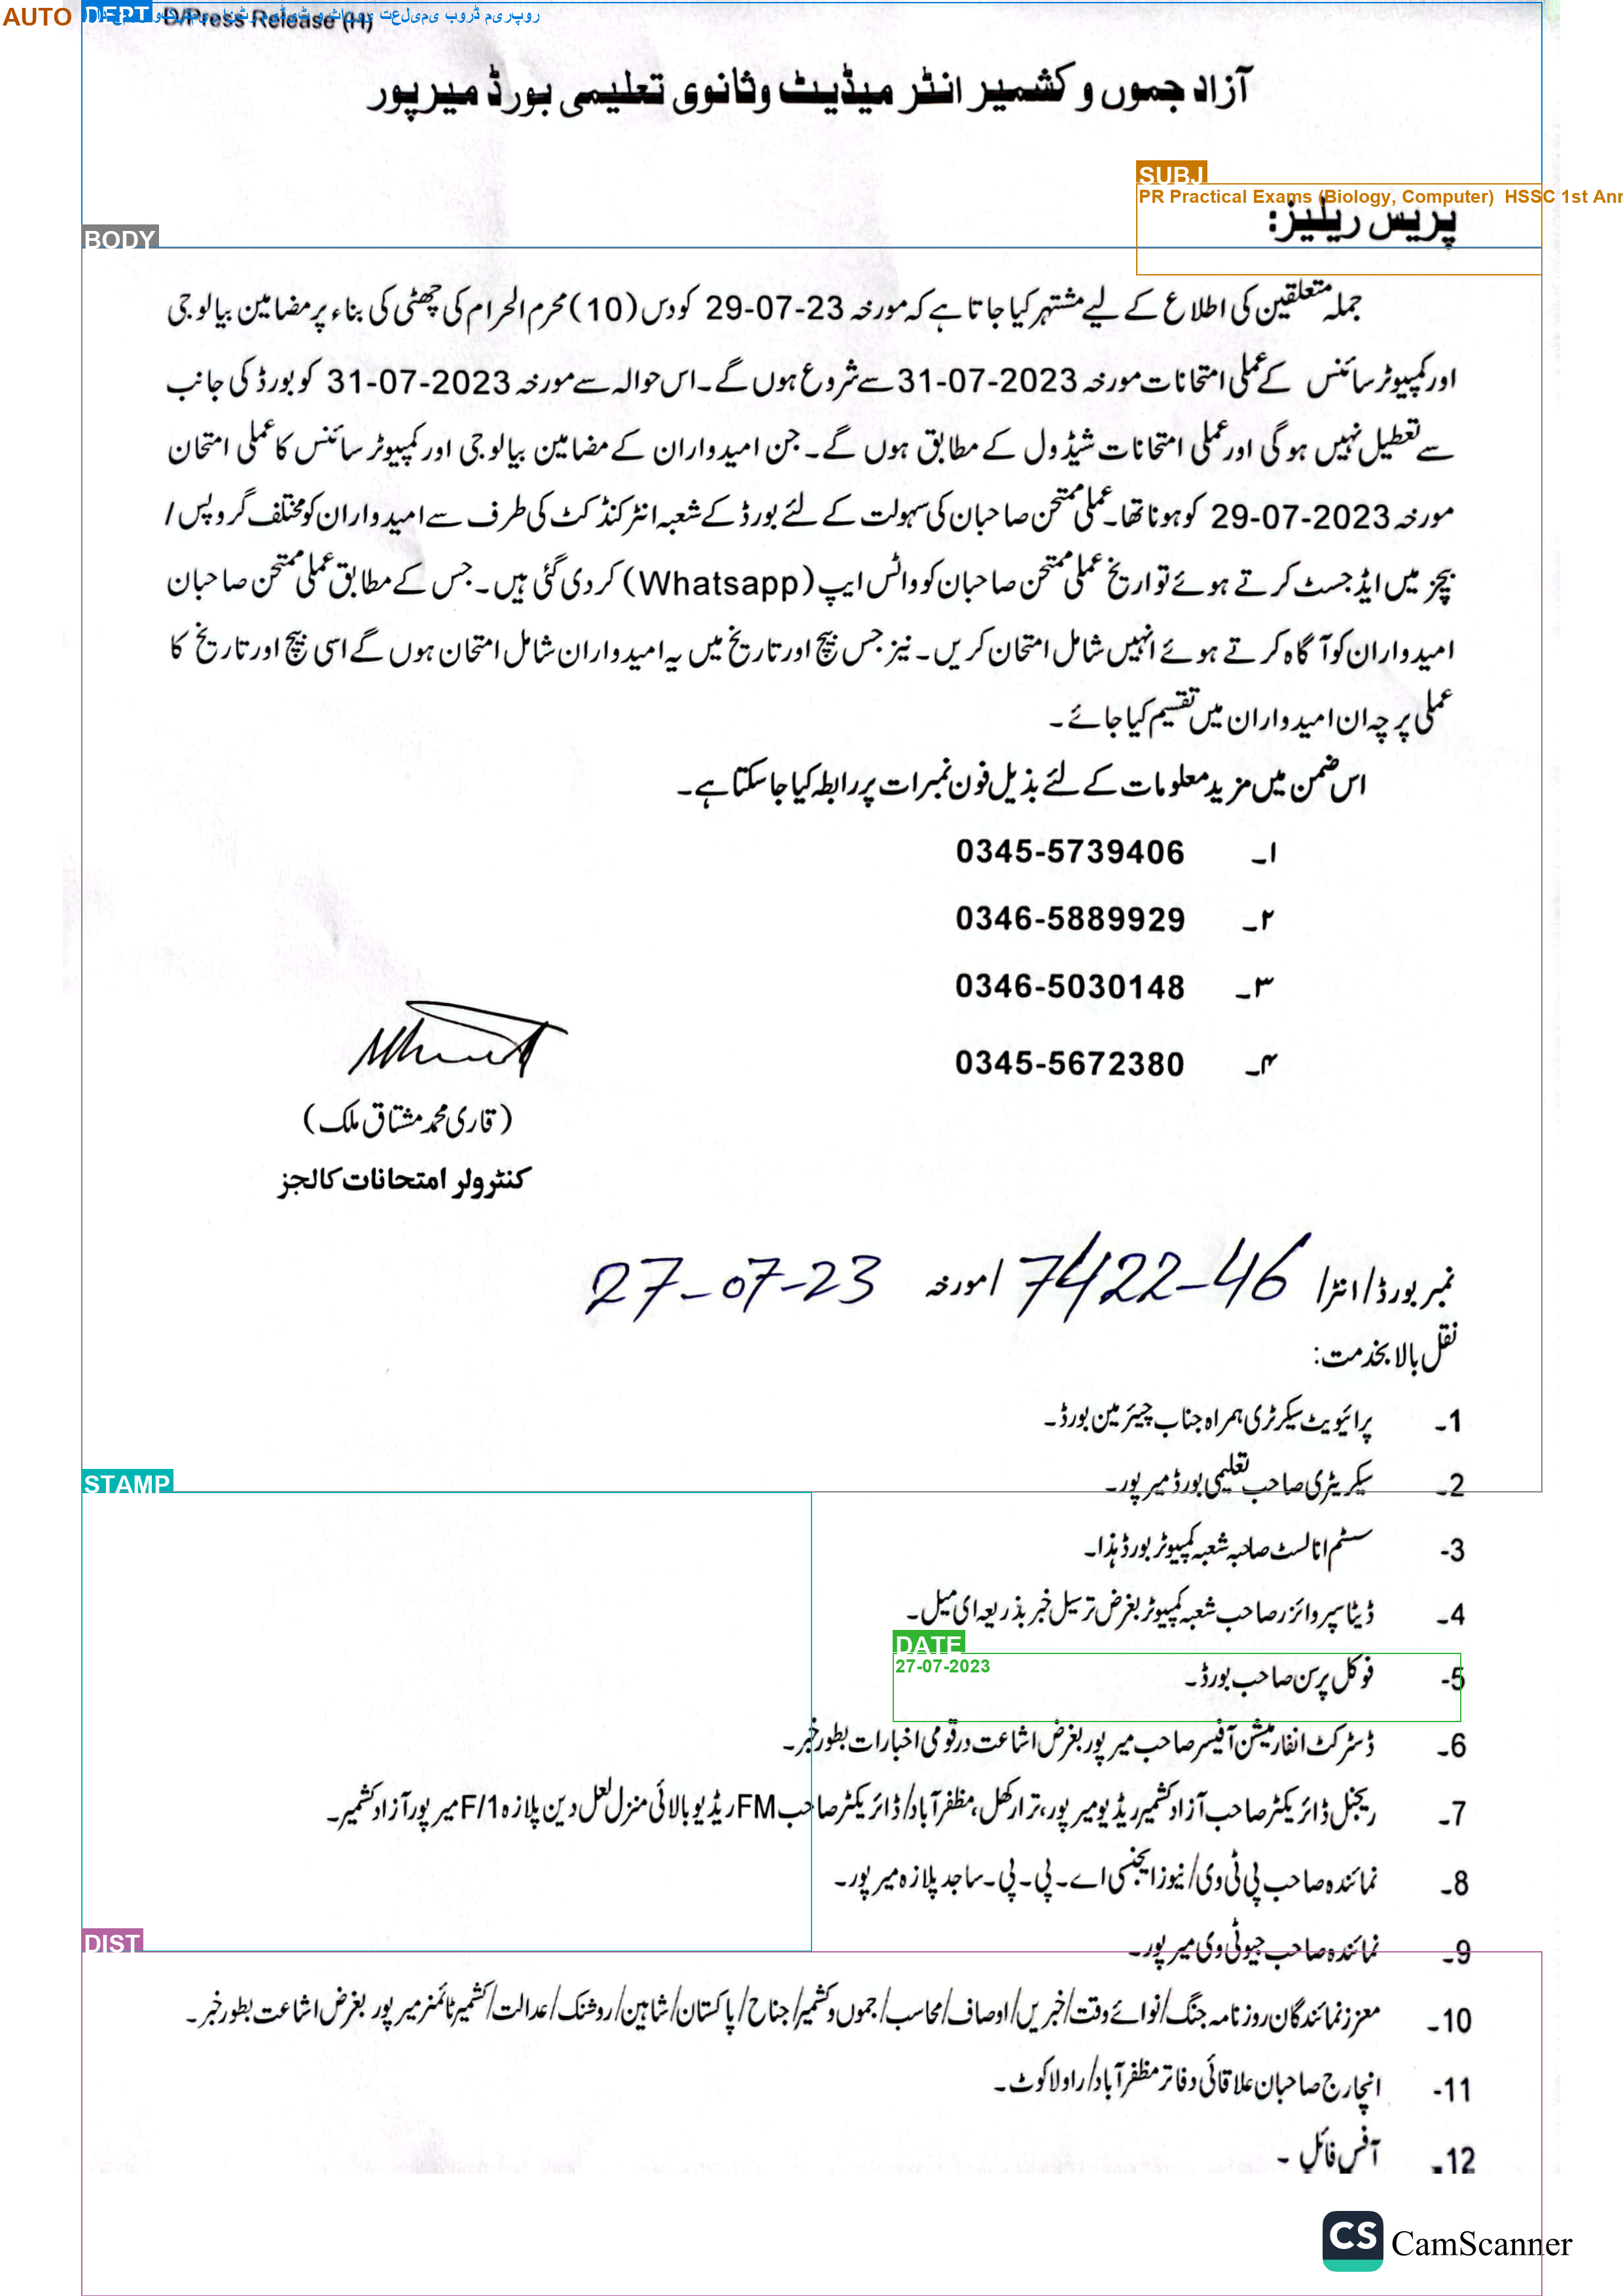 AUTO
DEPT
D/Press Release (H)
آزاد جموں و کشمیر انٹر میڈیٹ وثانوی تعلیمی بورڈ میرپور
SUBJ
PR Practical Exams (Biology, Computer) HSSC 1st Ann
پریس ریلیز:
BODY
جملہ متعلقین کی اطلاع کے لیے مشتہر کیا جاتا ہے کہ مورخہ 23-07-29 کو دس (10) محرم الحرام کی چھٹی کی بناء پر مضامین بیالوجی
اور کمپیوٹر سائنس کے عملی امتحانات مورخہ 2023-07-31 سے شروع ہوں گے۔ اس حوالہ سے مورخہ 2023-07-31 کو بورڈ کی جانب
سے تعطیل نہیں ہوگی اور عملی امتحانات شیڈول کے مطابق ہوں گے۔ جن امیدواران کے مضامین بیالوجی اور کمپیوٹر سائنس کا عملی امتحان
مورخہ 2023-07-29 کو ہونا تھا۔ عملی ممتحن صاحبان کی سہولت کے لئے بورڈ کے شعبہ انٹر کنڈکٹ کی طرف سے امیدواران کو مختلف گروپس/
بیچز میں ایڈجسٹ کرتے ہوئے تواریخ عملی ممتحن صاحبان کو واٹس ایپ (Whatsapp) کر دی گئی ہیں۔ جس کے مطابق عملی ممتحن صاحبان
امیدواران کو آگاہ کرتے ہوئے انہیں شامل امتحان کریں۔ نیز جس بیچ اور تاریخ میں یہ امیدواران شامل امتحان ہوں گے اسی بیچ اور تاریخ کا
عملی پرچہ ان امیدواران میں تقسیم کیا جائے۔
اس ضمن میں مزید معلومات کے لئے بذیل فون نمبرات پر رابطہ کیا جا سکتا ہے۔
۱۔ 0345-5739406
۲۔ 0346-5889929
۳۔ 0346-5030148
۴۔ 0345-5672380
(قاری محمد مشتاق ملک)
کنٹرولر امتحانات کالجز
نمبر بورڈ/انٹر/ 7422-46 /مورخہ 27-07-23
نقل بالا بخدمت:
1۔ پرائیویٹ سیکرٹری ہمراہ جناب چیئرمین بورڈ۔
2۔ سیکریٹری صاحب تعلیمی بورڈ میرپور۔
STAMP
3- سسٹم انالسٹ صاحبہ شعبہ کمپیوٹر بورڈ ہذا۔
4۔ ڈیٹا سپروائزر صاحب شعبہ کمپیوٹر بغرض ترسیل خبر بذریعہ ای میل۔
DATE
27-07-2023
5- فوکل پرسن صاحب بورڈ۔
6۔ ڈسٹرکٹ انفارمیشن آفیسر صاحب میرپور بغرض اشاعت در قومی اخبارات بطور خبر۔
7۔ ریجنل ڈائریکٹر صاحب آزاد کشمیر ریڈیو میرپور، تراڑکھل، مظفرآباد/ڈائریکٹر صاحب FM ریڈیو بالائی منزل لعل دین پلازہ F/1 میرپور آزاد کشمیر۔
8۔ نمائندہ صاحب پی ٹی وی/نیوز ایجنسی اے۔پی۔پی۔ساجد پلازہ میرپور۔
DIST
9۔ نمائندہ صاحب جیو ٹی وی میرپور۔
10۔ معزز نمائندگان روزنامہ جنگ/نوائے وقت/خبریں/اوصاف/محاسب/جموں و کشمیر/جناح/پاکستان/شاہین/روشنک/عدالت/کشمیر ٹائمنز میرپور بغرض اشاعت بطور خبر۔
11- انچارج صاحبان علاقائی دفاتر مظفرآباد/راولاکوٹ۔
12۔ آفس فائل۔
CS CamScanner